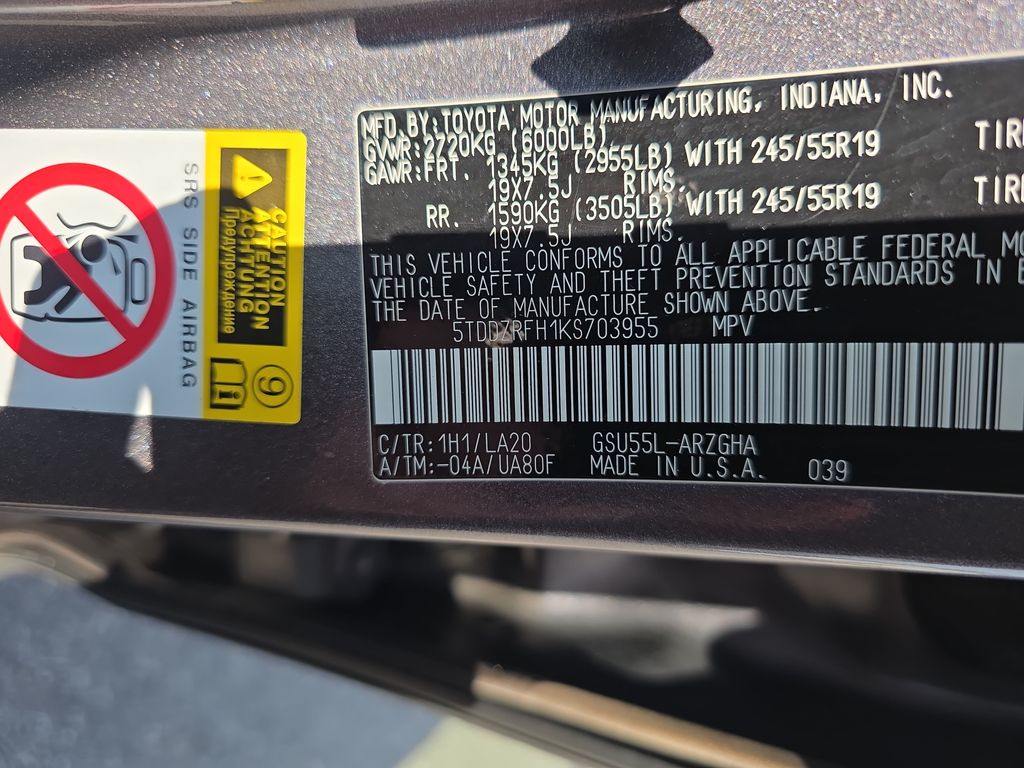 MFD.BY:TOYOTA MOTOR MANUFACTURING, INDIANA, INC.
GVWR:2720KG (6000LB)
GAWR:FRT. 1345KG (2955LB) WITH 245/55R19
19X7.5J RIMS.
RR. 1590KG (3505LB) WITH 245/55R19
19X7.5J RIMS.
THIS VEHICLE CONFORMS TO ALL APPLICABLE FEDERAL
VEHICLE SAFETY AND THEFT PREVENTION STANDARDS IN
THE DATE OF MANUFACTURE SHOWN ABOVE.
5TDDZRFH1KS703955 MPV
C/TR: 1H1/LA20 GSU55L-ARZGHA
A/TM:-04A/UA80F MADE IN U.S.A. 039
CAUTION
ATTENTION
ACHTUNG
Предупреждение
SRS SIDE AIRBAG
i
9